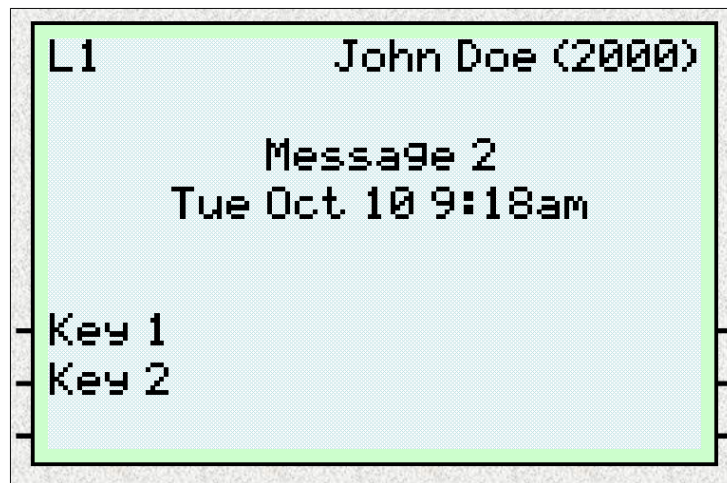 L1 John Doe (2000)
Message 2
Tue Oct 10 9:18am
Key 1
Key 2